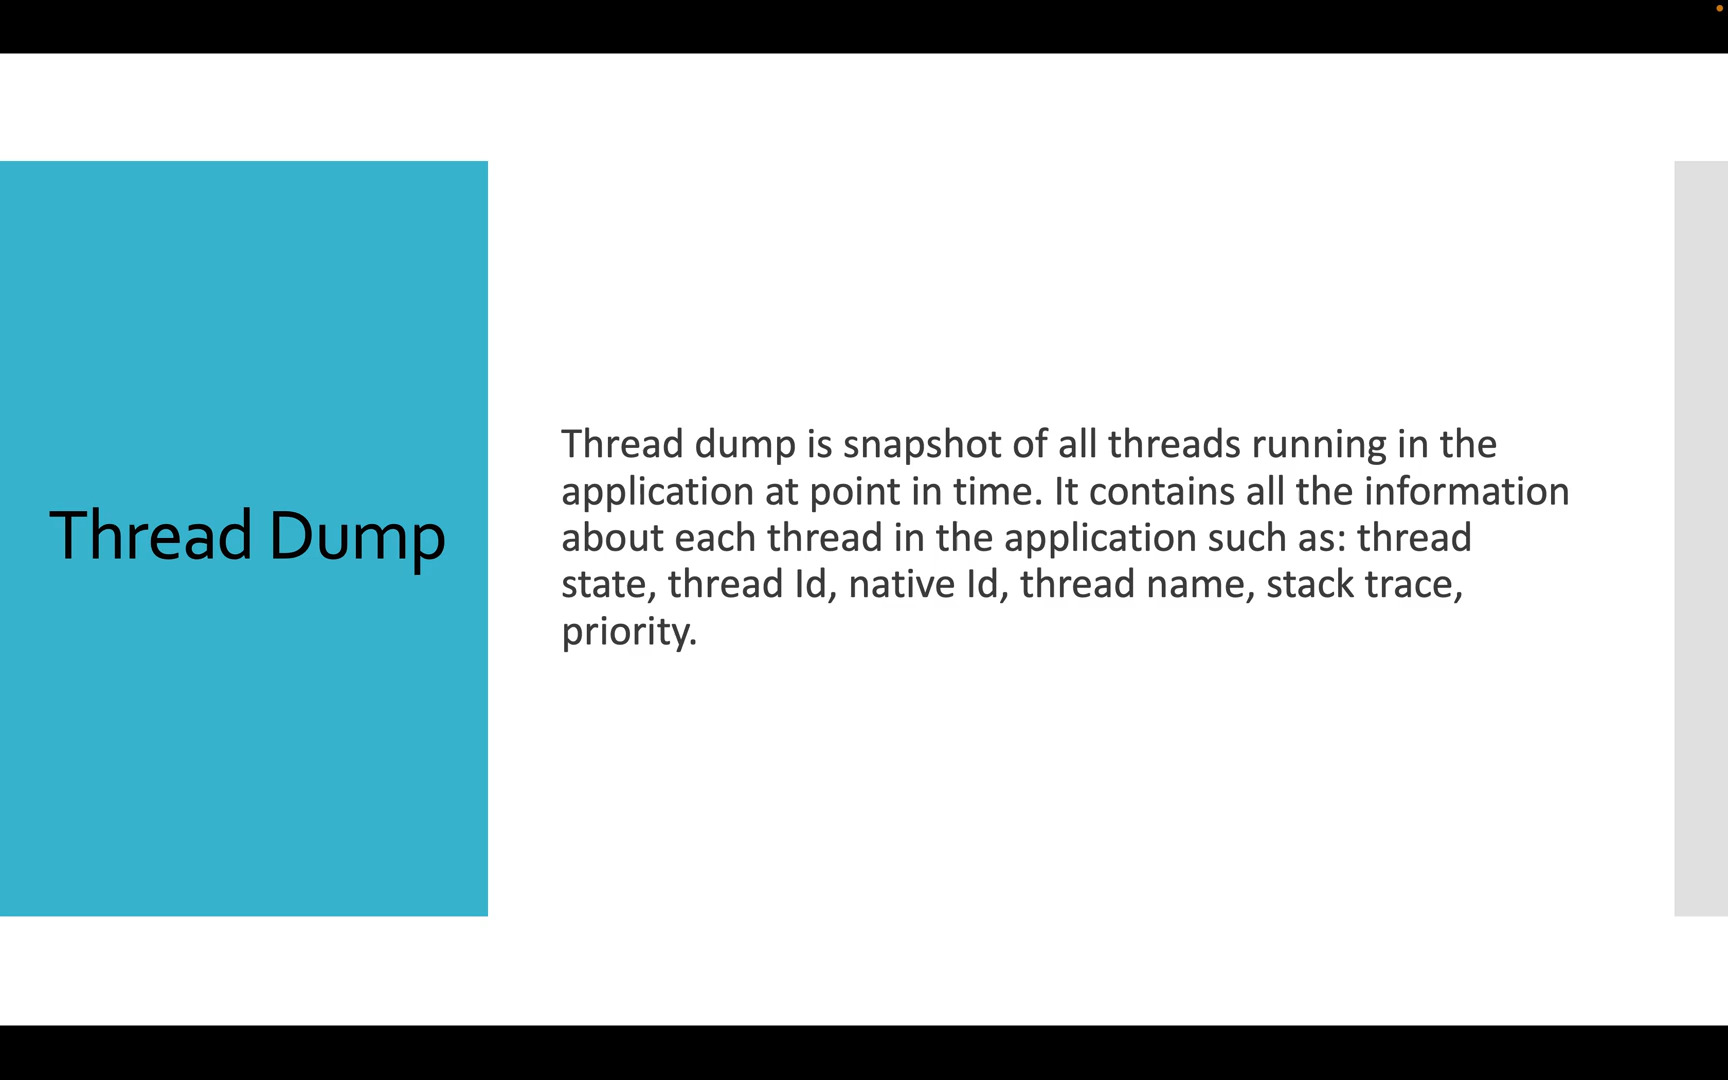 Thread Dump
Thread dump is snapshot of all threads running in the
application at point in time. It contains all the information
about each thread in the application such as: thread
state, thread Id, native Id, thread name, stack trace,
priority.